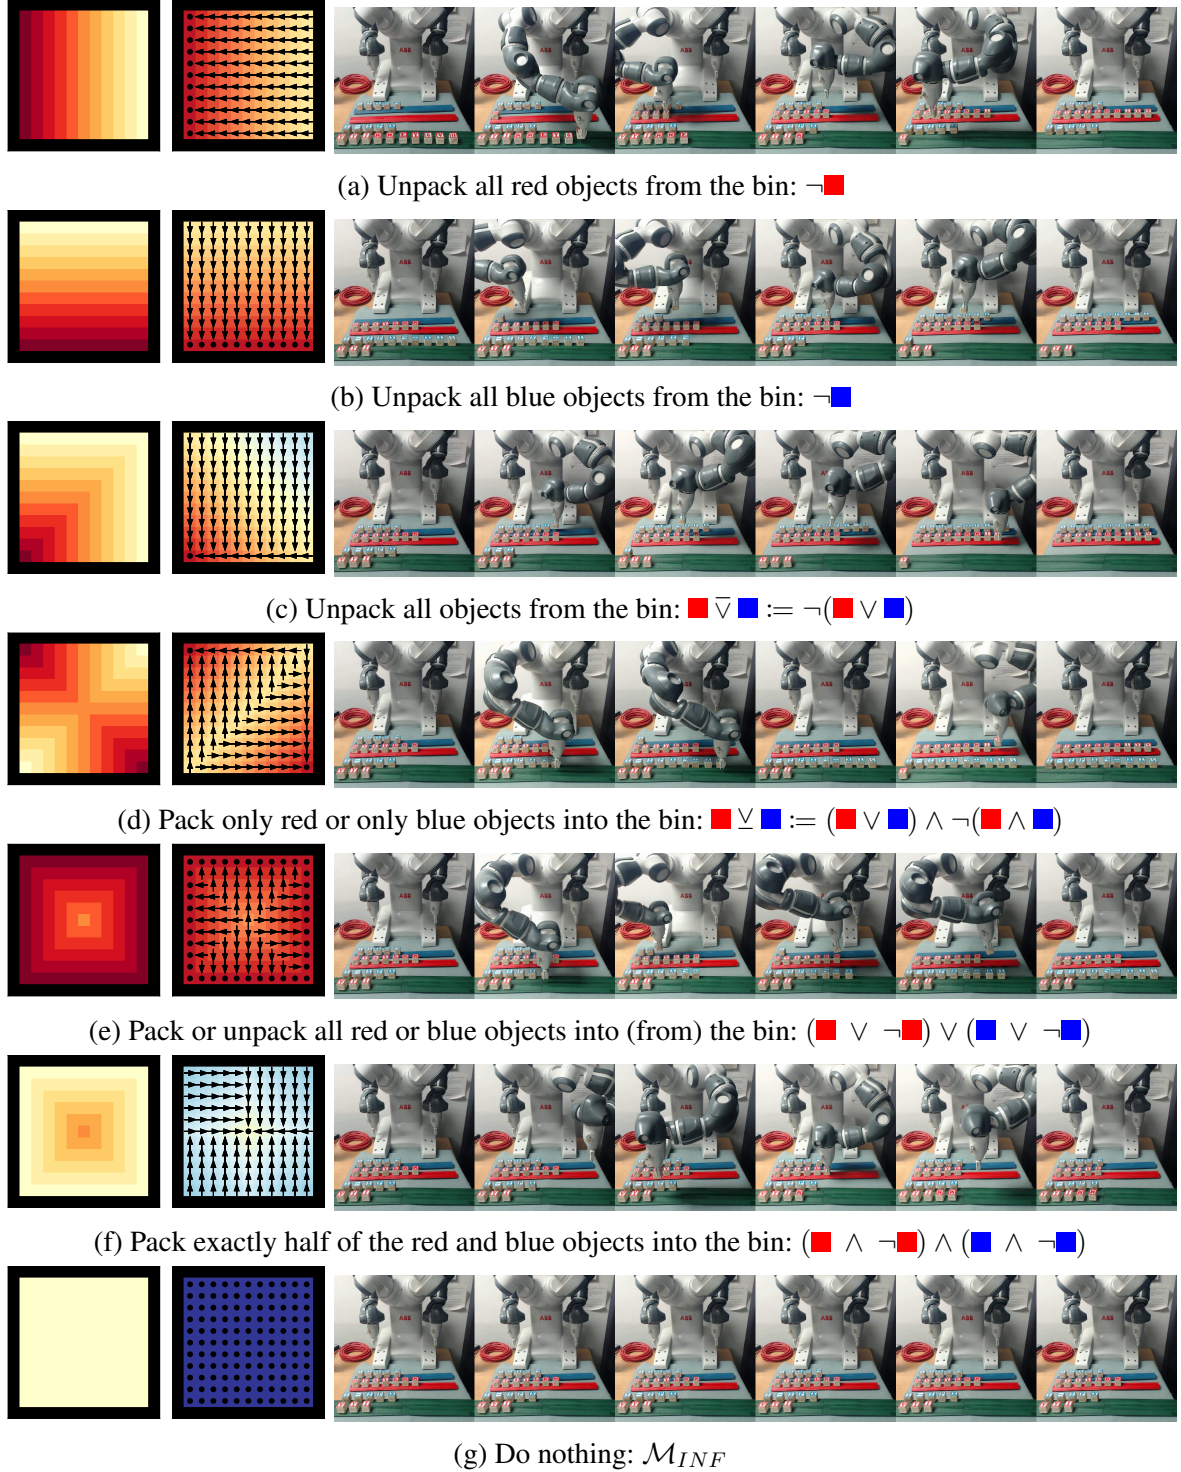 (a) Unpack all red objects from the bin: ¬🟥
(b) Unpack all blue objects from the bin: ¬🟦
(c) Unpack all objects from the bin: 🟥 ⊽ 🟦 := ¬(🟥 ∨ 🟦)
(d) Pack only red or only blue objects into the bin: 🟥 ⊻ 🟦 := (🟥 ∨ 🟦) ∧ ¬(🟥 ∧ 🟦)
(e) Pack or unpack all red or blue objects into (from) the bin: (🟥 ∨ ¬🟥) ∨ (🟦 ∨ ¬🟦)
(f) Pack exactly half of the red and blue objects into the bin: (🟥 ∧ ¬🟥) ∧ (🟦 ∧ ¬🟦)
(g) Do nothing: ℳ_INF